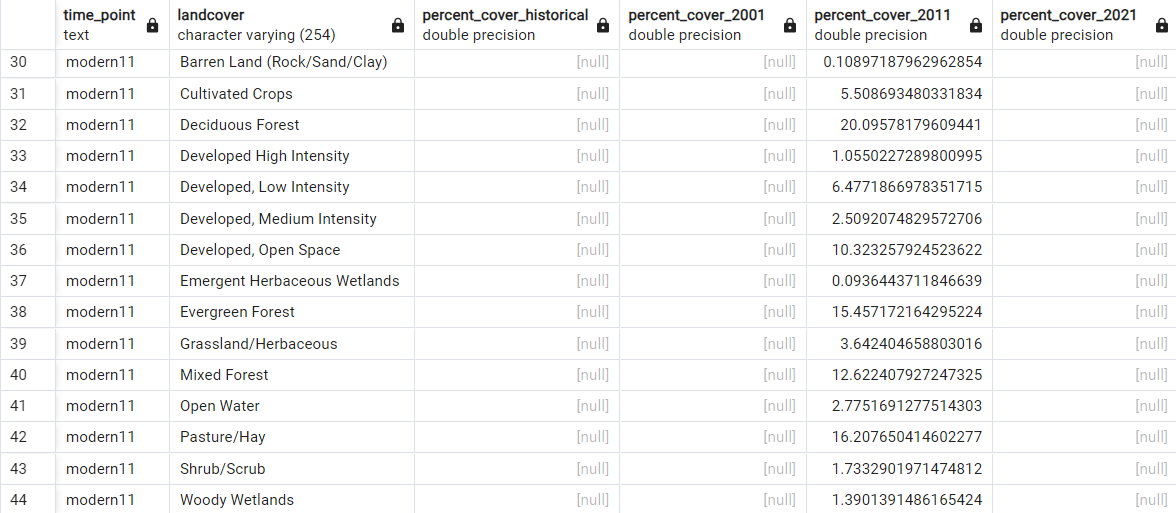 time_point landcover percent_cover_historical percent_cover_2001 percent_cover_2011 percent_cover_2021
text character varying (254) double precision double precision double precision double precision
30 modern11 Barren Land (Rock/Sand/Clay) [null] [null] 0.10897187962962854 [null]
31 modern11 Cultivated Crops [null] [null] 5.508693480331834 [null]
32 modern11 Deciduous Forest [null] [null] 20.09578179609441 [null]
33 modern11 Developed High Intensity [null] [null] 1.0550227289800995 [null]
34 modern11 Developed, Low Intensity [null] [null] 6.4771866978351715 [null]
35 modern11 Developed, Medium Intensity [null] [null] 2.5092074829572706 [null]
36 modern11 Developed, Open Space [null] [null] 10.323257924523622 [null]
37 modern11 Emergent Herbaceous Wetlands [null] [null] 0.0936443711846639 [null]
38 modern11 Evergreen Forest [null] [null] 15.457172164295224 [null]
39 modern11 Grassland/Herbaceous [null] [null] 3.642404658803016 [null]
40 modern11 Mixed Forest [null] [null] 12.622407927247325 [null]
41 modern11 Open Water [null] [null] 2.7751691277514303 [null]
42 modern11 Pasture/Hay [null] [null] 16.207650414602277 [null]
43 modern11 Shrub/Scrub [null] [null] 1.7332901971474812 [null]
44 modern11 Woody Wetlands [null] [null] 1.3901391486165424 [null]